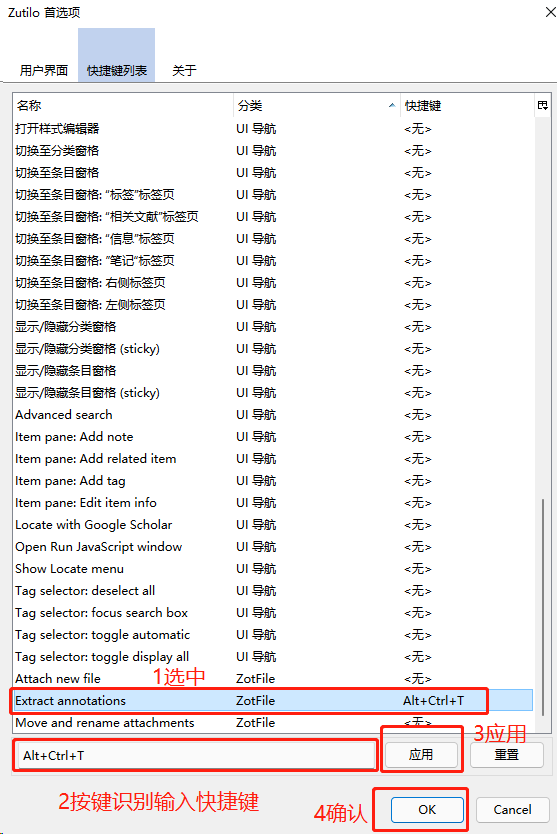 Zutilo 首选项
用户界面 快捷键列表 关于
名称 分类 快捷键
打开样式编辑器 UI 导航 <无>
切换至分类窗格 UI 导航 <无>
切换至条目窗格 UI 导航 <无>
切换至条目窗格: “标签”标签页 UI 导航 <无>
切换至条目窗格: “相关文献”标签页 UI 导航 <无>
切换至条目窗格: “信息”标签页 UI 导航 <无>
切换至条目窗格: ”笔记“标签页 UI 导航 <无>
切换至条目窗格: 右侧标签页 UI 导航 <无>
切换至条目窗格: 左侧标签页 UI 导航 <无>
显示/隐藏分类窗格 UI 导航 <无>
显示/隐藏分类窗格 (sticky) UI 导航 <无>
显示/隐藏条目窗格 UI 导航 <无>
显示/隐藏条目窗格 (sticky) UI 导航 <无>
Advanced search UI 导航 <无>
Item pane: Add note UI 导航 <无>
Item pane: Add related item UI 导航 <无>
Item pane: Add tag UI 导航 <无>
Item pane: Edit item info UI 导航 <无>
Locate with Google Scholar UI 导航 <无>
Open Run JavaScript window UI 导航 <无>
Show Locate menu UI 导航 <无>
Tag selector: deselect all UI 导航 <无>
Tag selector: focus search box UI 导航 <无>
Tag selector: toggle automatic UI 导航 <无>
Tag selector: toggle display all UI 导航 <无>
Attach new file ZotFile <无>
1选中
Extract annotations ZotFile Alt+Ctrl+T
Move and rename attachments ZotFile <无>
3应用
Alt+Ctrl+T 应用 重置
2按键识别输入快捷键
4确认 OK Cancel